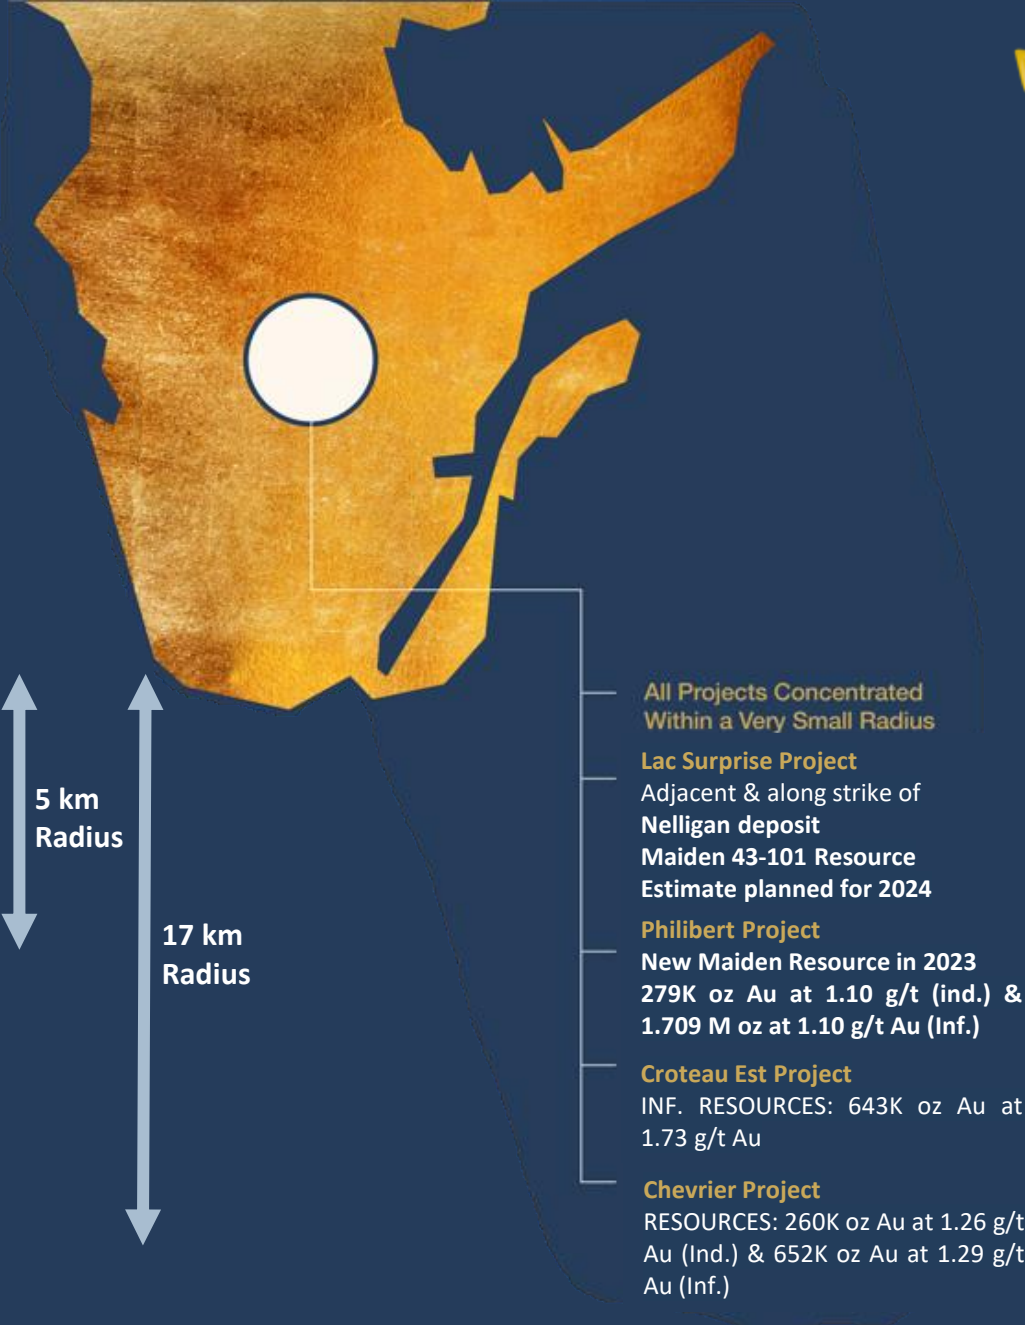 All Projects Concentrated
Within a Very Small Radius
Lac Surprise Project
Adjacent & along strike of
Nelligan deposit
Maiden 43-101 Resource
Estimate planned for 2024
Philibert Project
New Maiden Resource in 2023
279K oz Au at 1.10 g/t (ind.) &
1.709 M oz at 1.10 g/t Au (Inf.)
Croteau Est Project
INF. RESOURCES: 643K oz Au at
1.73 g/t Au
Chevrier Project
RESOURCES: 260K oz Au at 1.26 g/t
Au (Ind.) & 652K oz Au at 1.29 g/t
Au (Inf.)
5 km
Radius
17 km
Radius